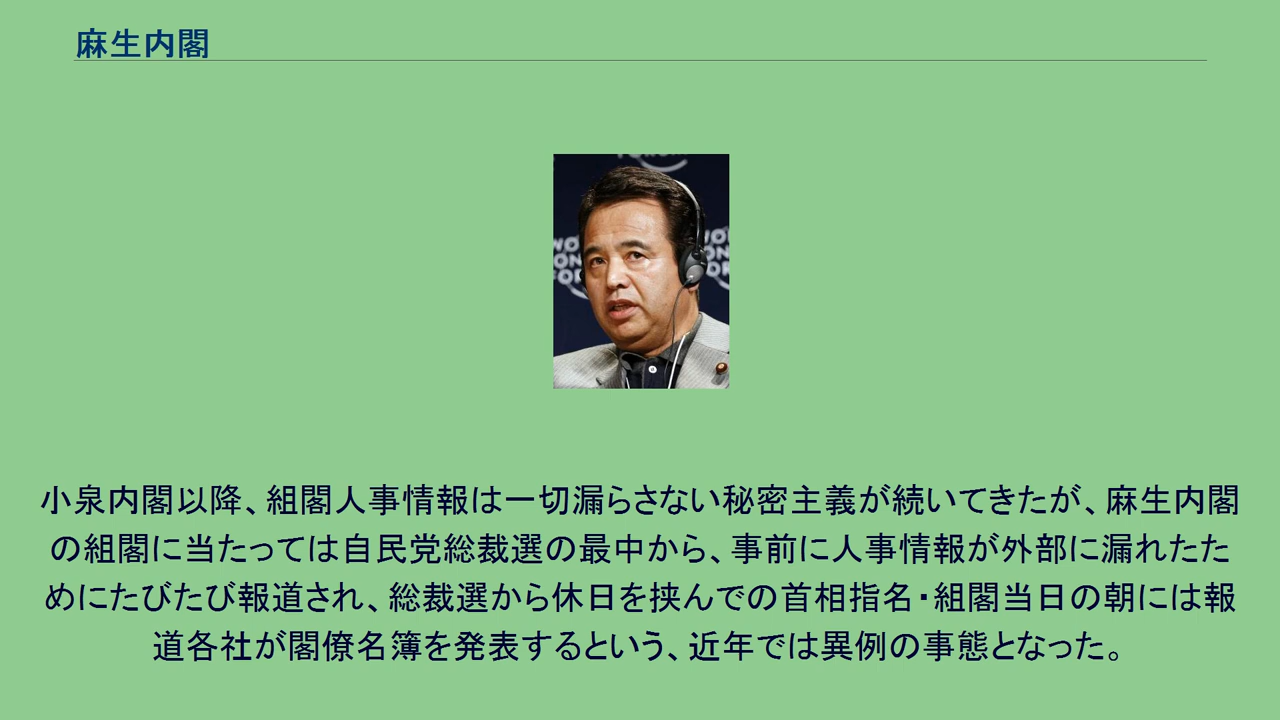 麻生内閣
FORUM
WO
ON
FO
WO
ON
FOR
小泉内閣以降、組閣人事情報は一切漏らさない秘密主義が続いてきたが、麻生内閣
の組閣に当たっては自民党総裁選の最中から、事前に人事情報が外部に漏れたた
めにたびたび報道され、総裁選から休日を挟んでの首相指名・組閣当日の朝には報
道各社が閣僚名簿を発表するという、近年では異例の事態となった。